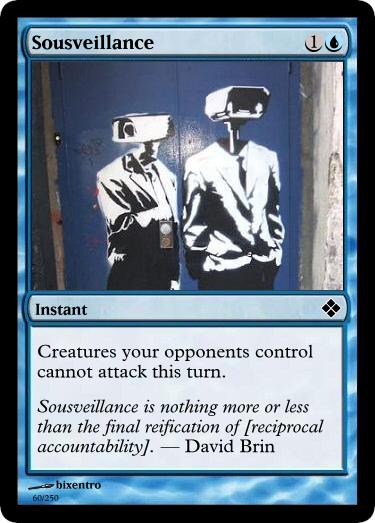 Sousveillance 1
Instant
Creatures your opponents control
cannot attack this turn.
Sousveillance is nothing more or less
than the final reification of [reciprocal
accountability]. — David Brin
bixentro
60/250